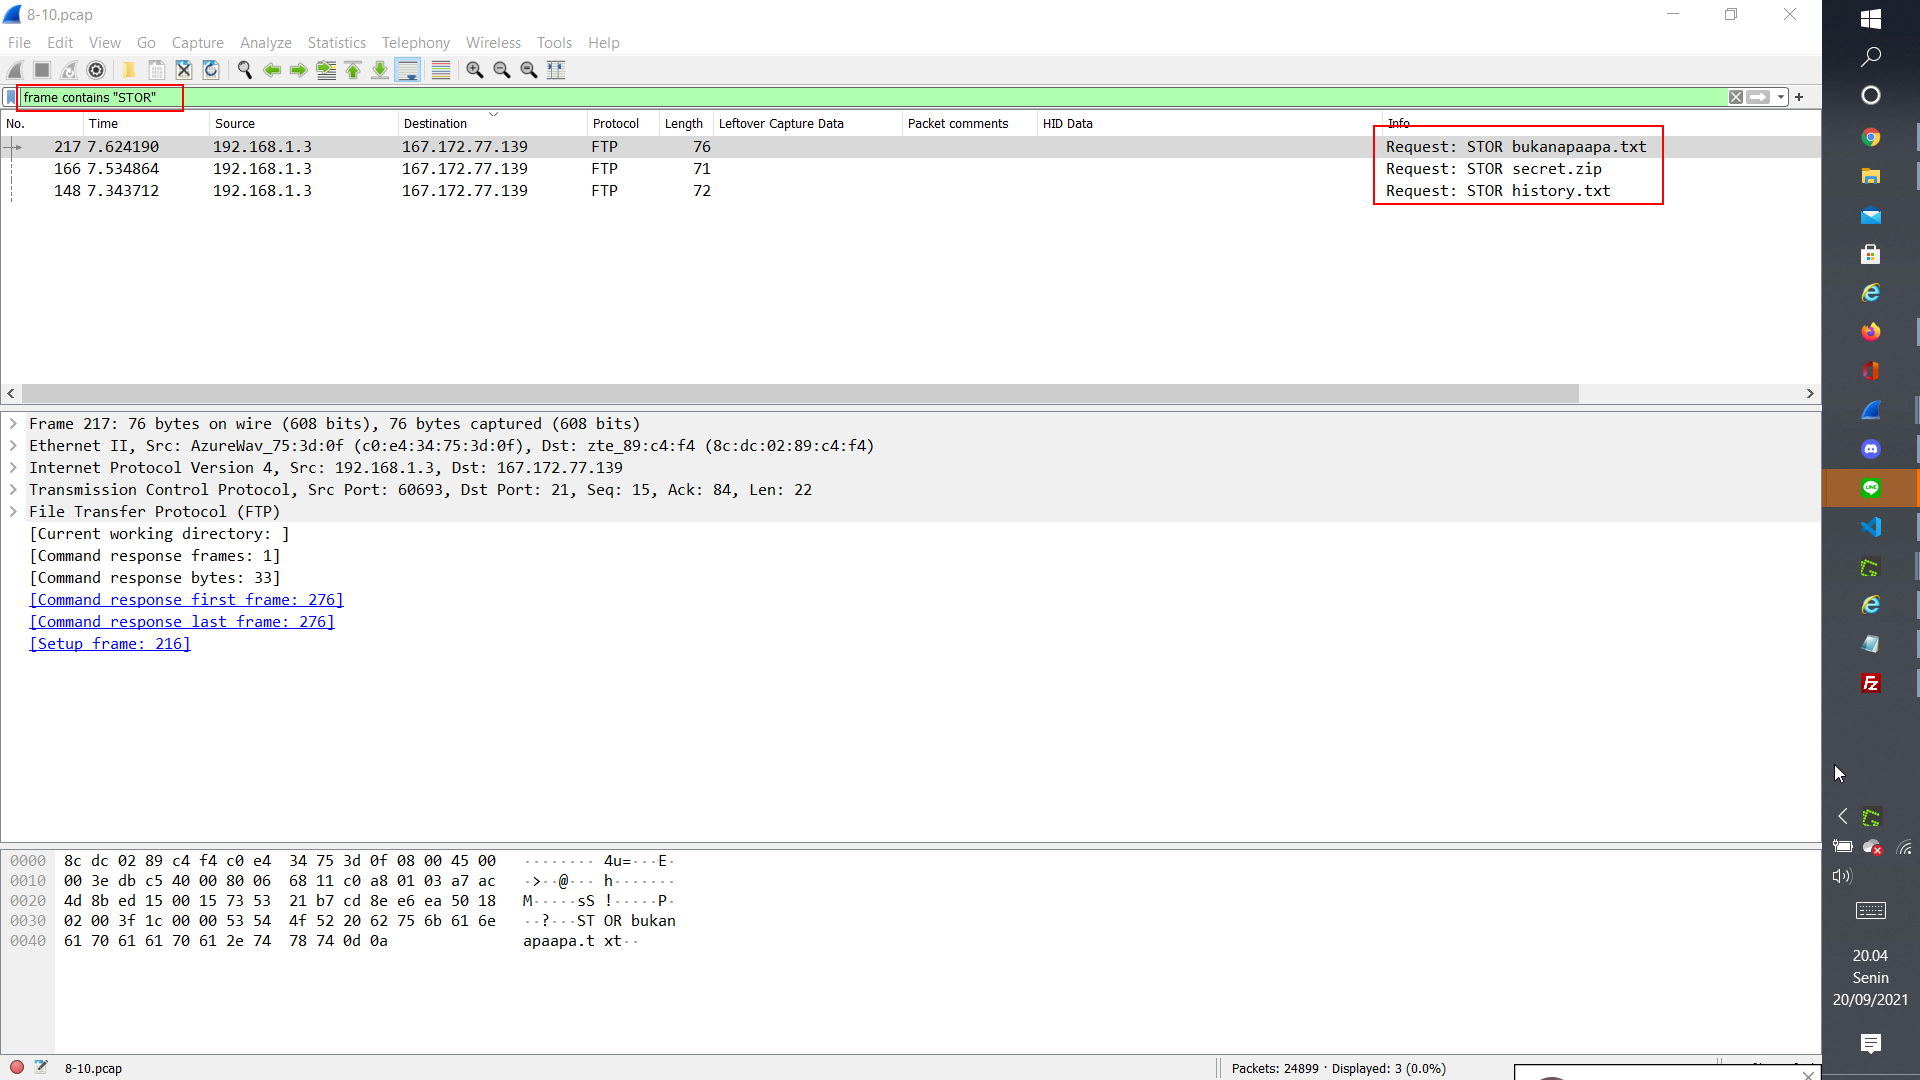 8-10.pcap
File Edit View Go Capture Analyze Statistics Telephony Wireless Tools Help
frame contains "STOR"
No. Time Source Destination Protocol Length Leftover Capture Data Packet comments HID Data Info
217 7.624190 192.168.1.3 167.172.77.139 FTP 76 Request: STOR bukanapaapa.txt
166 7.534864 192.168.1.3 167.172.77.139 FTP 71 Request: STOR secret.zip
148 7.343712 192.168.1.3 167.172.77.139 FTP 72 Request: STOR history.txt
Frame 217: 76 bytes on wire (608 bits), 76 bytes captured (608 bits)
Ethernet II, Src: AzureWav_75:3d:0f (c0:e4:34:75:3d:0f), Dst: zte_89:c4:f4 (8c:dc:02:89:c4:f4)
Internet Protocol Version 4, Src: 192.168.1.3, Dst: 167.172.77.139
Transmission Control Protocol, Src Port: 60693, Dst Port: 21, Seq: 15, Ack: 84, Len: 22
File Transfer Protocol (FTP)
[Current working directory: ]
[Command response frames: 1]
[Command response bytes: 33]
[Command response first frame: 276]
[Command response last frame: 276]
[Setup frame: 216]
0000 8c dc 02 89 c4 f4 c0 e4 34 75 3d 0f 08 00 45 00 ········ 4u=···E·
0010 00 3e db c5 40 00 80 06 68 11 c0 a8 01 03 a7 ac ·>··@··· h·······
0020 4d 8b ed 15 00 15 73 53 21 b7 cd 8e e6 ea 50 18 M·····sS !·····P·
0030 02 00 3f 1c 00 00 53 54 4f 52 20 62 75 6b 61 6e ··?···ST OR bukan
0040 61 70 61 61 70 61 2e 74 78 74 0d 0a apaapa.t xt··
8-10.pcap
Packets: 24899 · Displayed: 3 (0.0%)
20.04
Senin
20/09/2021